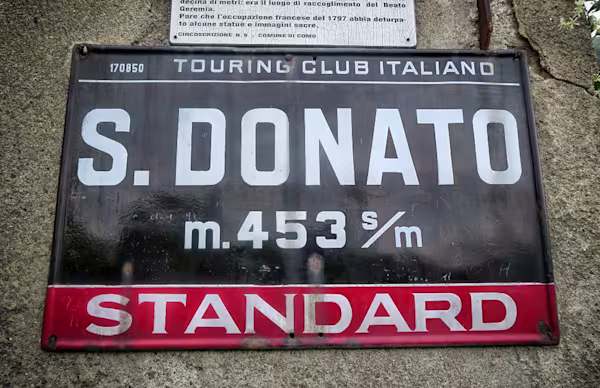 decina di metri: era il luogo di raccoglimento del Beato
Geremia.
Pare che l'occupazione francese del 1797 abbia deturpa-
to alcune statue e immagini sacre.
CIRCOSCRIZIONE N. 9 - COMUNE DI COMO
170850 TOURING CLUB ITALIANO
S. DONATO
m. 453 s/m
STANDARD